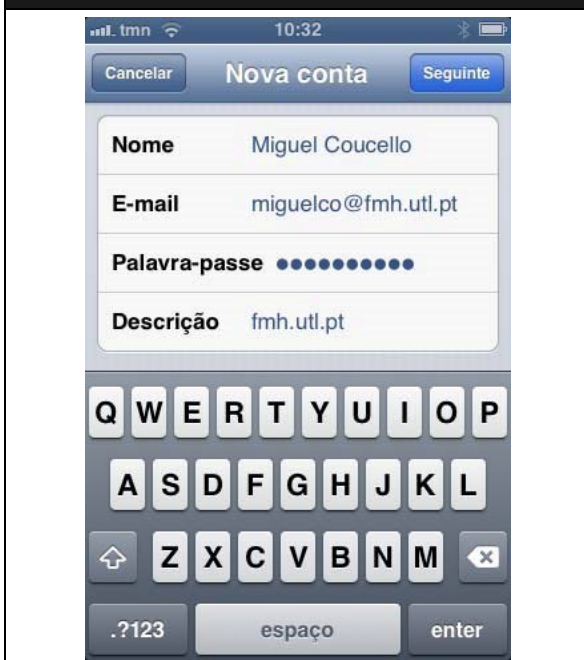 tmn 10:32
Cancelar Nova conta Seguinte
Nome Miguel Coucello
E-mail miguelco@fmh.utl.pt
Palavra-passe ••••••••••
Descrição fmh.utl.pt
Q W E R T Y U I O P
A S D F G H J K L
Z X C V B N M
.?123 espaço enter